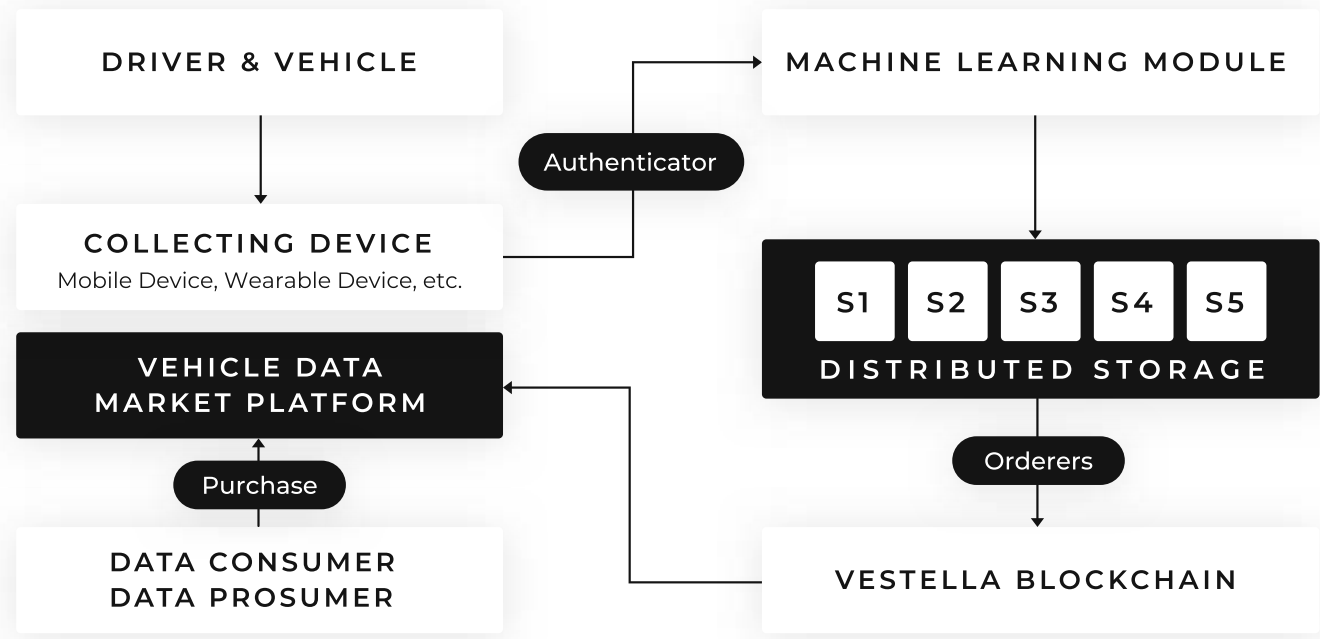 DRIVER & VEHICLE
MACHINE LEARNING MODULE
Authenticator
COLLECTING DEVICE
Mobile Device, Wearable Device, etc.
S1 S2 S3 S4 S5
DISTRIBUTED STORAGE
VEHICLE DATA
MARKET PLATFORM
Orderers
Purchase
DATA CONSUMER
DATA PROSUMER
VESTELLA BLOCKCHAIN